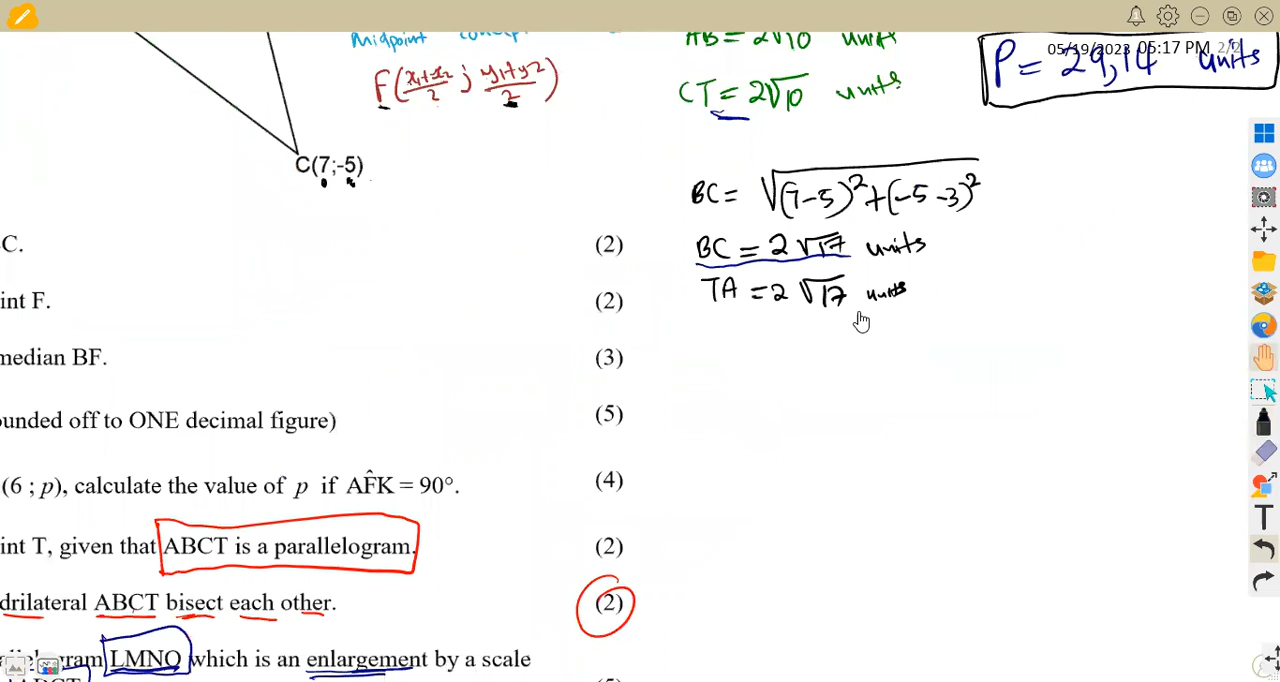 midpoint concept
F(x₁+x₂/2 ; y₁+y2/2)
C(7;-5)
C.
(2)
int F.
(2)
median BF.
(3)
ounded off to ONE decimal figure)
(5)
(6 ; p), calculate the value of p if AF̂K = 90°.
(4)
int T, given that ABCT is a parallelogram.
(2)
drilateral ABCT bisect each other.
(2)
LMNO which is an enlargement by a scale
AB = 2√10 units
CT = 2√10 units
05/19/2023 05:17 PM 2/2
P = 29,14 units
BC = √(7-5)²+(-5-3)²
BC = 2√17 units
TA = 2√17 units
T